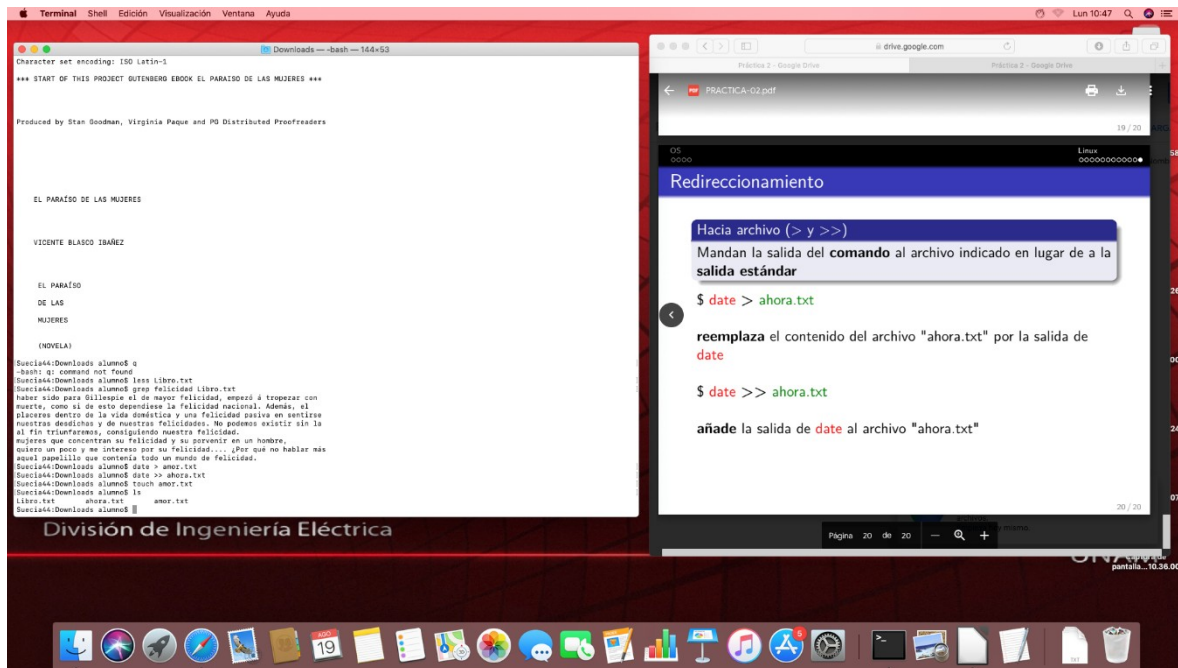 Terminal Shell Edición Visualización Ventana Ayuda
Lun 10:47
Downloads — -bash — 144×53
Character set encoding: ISO Latin-1
*** START OF THIS PROJECT GUTENBERG EBOOK EL PARAISO DE LAS MUJERES ***
Produced by Stan Goodman, Virginia Paque and PG Distributed Proofreaders
EL PARAÍSO DE LAS MUJERES
VICENTE BLASCO IBAÑEZ
EL PARAÍSO
DE LAS
MUJERES
(NOVELA)
Suecia44:Downloads alumno$ q
-bash: q: command not found
Suecia44:Downloads alumno$ less Libro.txt
Suecia44:Downloads alumno$ grep felicidad Libro.txt
haber sido para Gillespie el de mayor felicidad, empezó á tropezar con
muerte, como si de esto dependiese la felicidad nacional. Además, el
placeres dentro de la vida doméstica y una felicidad pasiva en sentirse
nuestras desdichas y de nuestras felicidades. No podemos existir sin la
al fin triunfaremos, consiguiendo nuestra felicidad.
mujeres que concentran su felicidad y su porvenir en un hombre,
quiero un poco y me intereso por su felicidad.... ¿Por qué no hablar más
aquel papelillo que contenía todo un mundo de felicidad.
Suecia44:Downloads alumno$ date > amor.txt
Suecia44:Downloads alumno$ date >> ahora.txt
Suecia44:Downloads alumno$ touch amor.txt
Suecia44:Downloads alumno$ ls
Libro.txt ahora.txt amor.txt
Suecia44:Downloads alumno$
División de Ingeniería Eléctrica
drive.google.com
Práctica 2 - Google Drive
Práctica 2 - Google Drive
PDF PRACTICA-02.pdf
19 / 20
OS
Linux
Redireccionamiento
Hacia archivo (> y >>)
Mandan la salida del comando al archivo indicado en lugar de a la
salida estándar
$ date > ahora.txt
reemplaza el contenido del archivo "ahora.txt" por la salida de
date
$ date >> ahora.txt
añade la salida de date al archivo "ahora.txt"
20 / 20
Página 20 de 20
pantalla...10.36.00
AGO
19
5
TXT